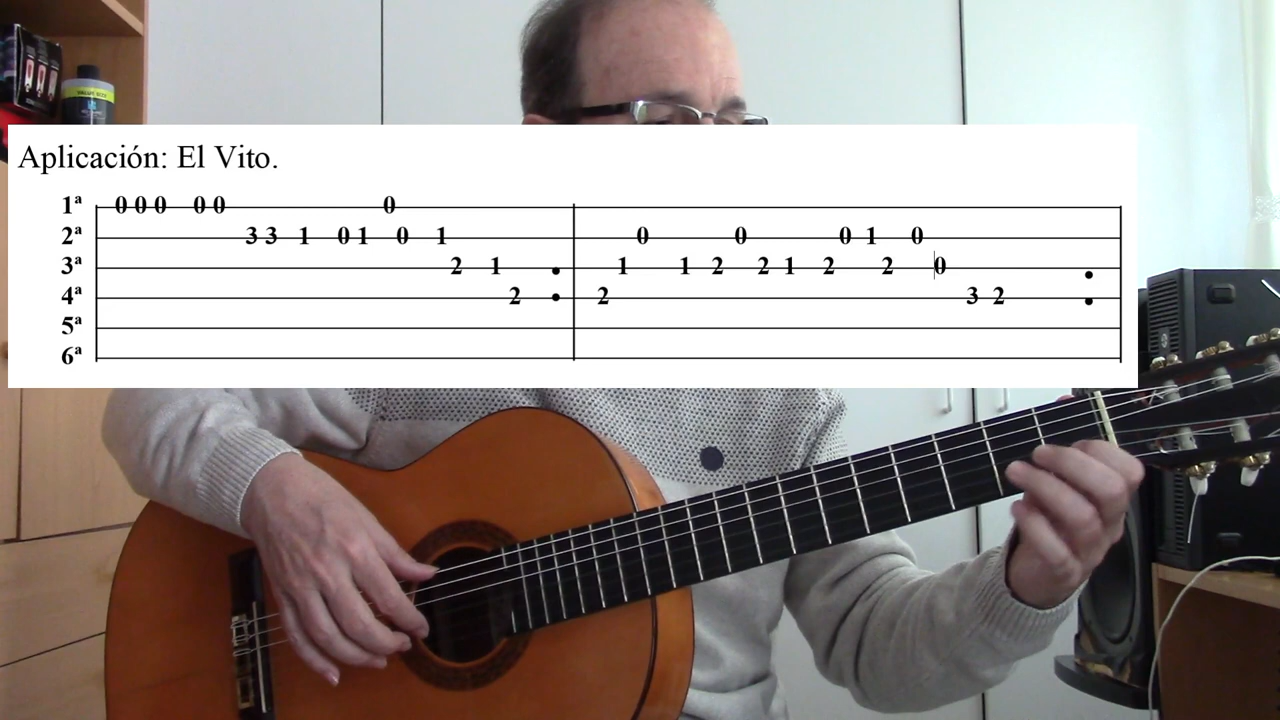 Aplicación: El Vito.
1ª 0 0 0 0 0 0
2ª 3 3 1 0 1 0 1 0 0 0 1 0
3ª 2 1 1 1 2 2 1 2 2 0
4ª 2 2 3 2
5ª
6ª